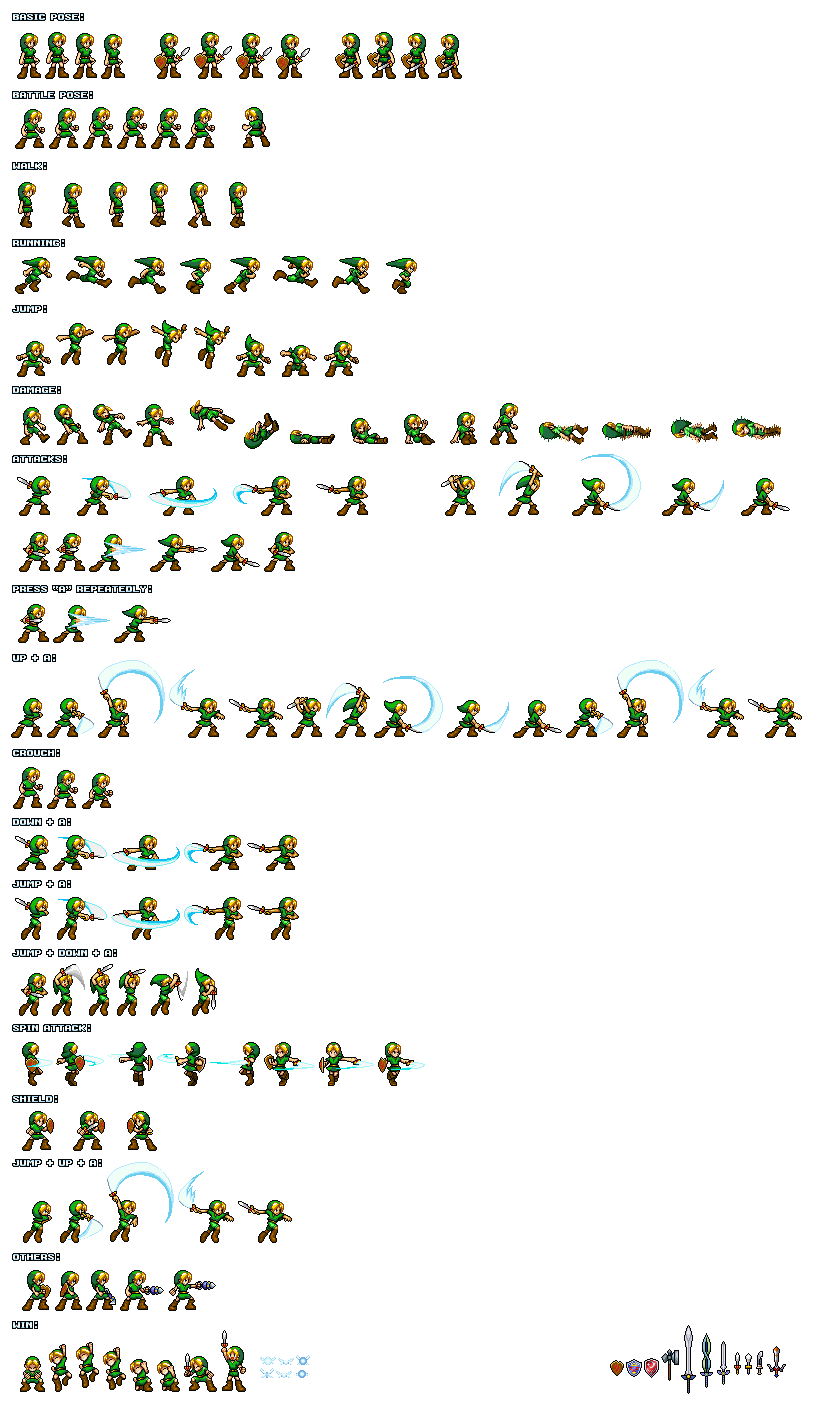 BASIC POSE:
BATTLE POSE:
WALK:
RUNNING:
JUMP:
DAMAGE:
ATTACKS:
PRESS "A" REPEATEDLY:
UP + A:
CROUCH:
DOWN + A:
JUMP + A:
JUMP + DOWN + A:
SPIN ATTACK:
SHIELD:
JUMP + UP + A:
OTHERS:
WIN: